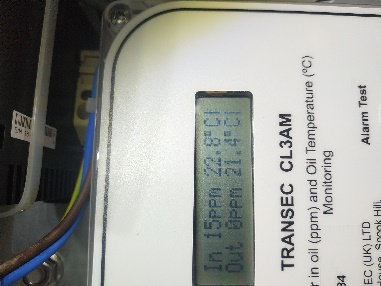 In 15ppm 22.8°C
Out 0ppm 21.4°C
TRANSEC CL3AM
r in oil (ppm) and Oil Temperature (°C)
Monitoring
Alarm Test
EC (UK) LTD